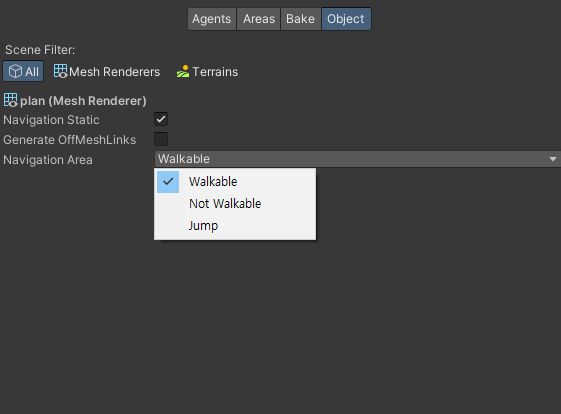 Agents Areas Bake Object
Scene Filter:
All Mesh Renderers Terrains
plan (Mesh Renderer)
Navigation Static
Generate OffMeshLinks
Navigation Area Walkable
Walkable
Not Walkable
Jump